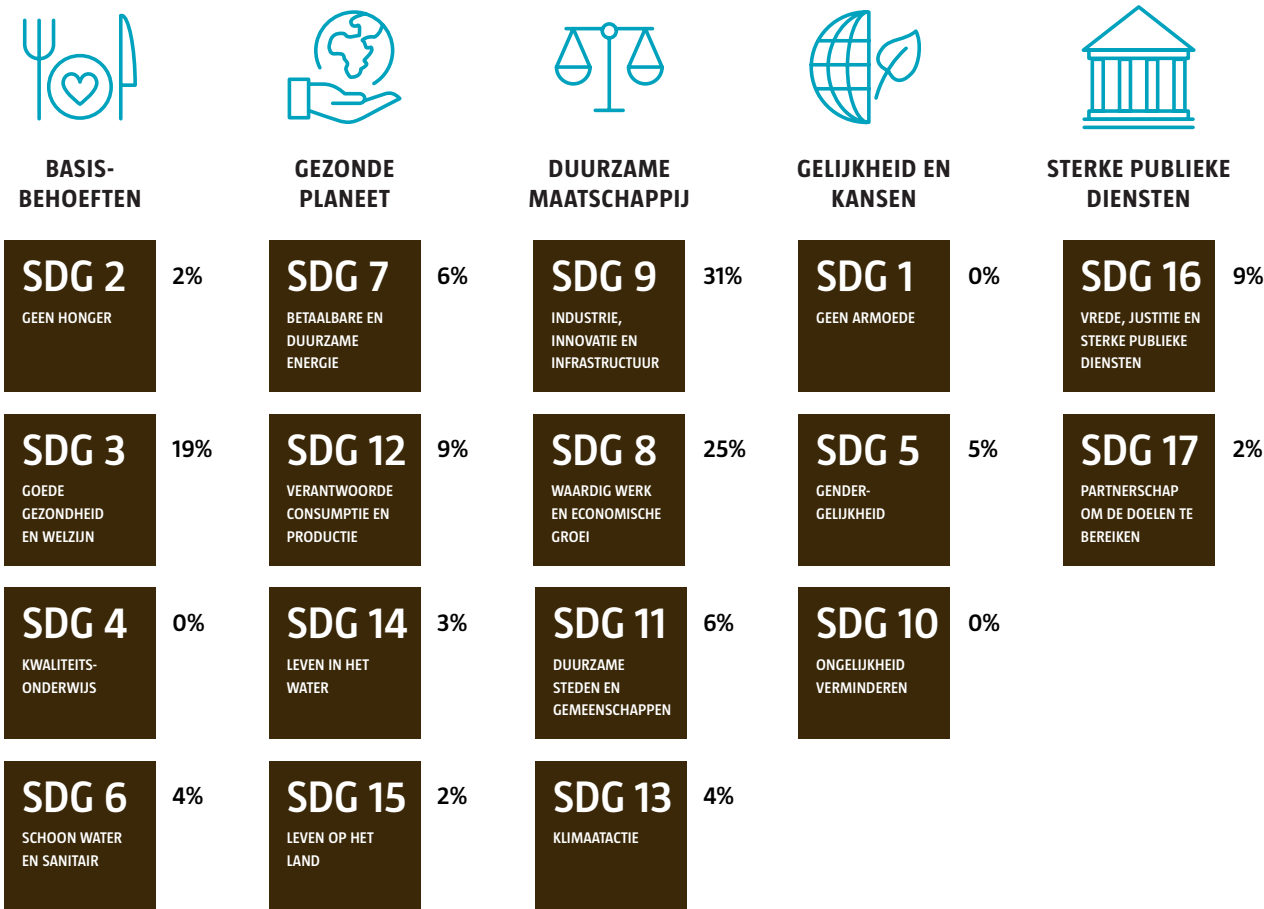 BASIS-
BEHOEFTEN
SDG 2
2%
GEEN HONGER
SDG 3
19%
GOEDE
GEZONDHEID
EN WELZIJN
SDG 4
0%
KWALITEITS-
ONDERWIJS
SDG 6
4%
SCHOON WATER
EN SANITAIR
GEZONDE
PLANEET
SDG 7
6%
BETAALBARE EN
DUURZAME
ENERGIE
SDG 12
9%
VERANTWOORDE
CONSUMPTIE EN
PRODUCTIE
SDG 14
3%
LEVEN IN HET
WATER
SDG 15
2%
LEVEN OP HET
LAND
DUURZAME
MAATSCHAPPIJ
SDG 9
31%
INDUSTRIE,
INNOVATIE EN
INFRASTRUCTUUR
SDG 8
25%
WAARDIG WERK
EN ECONOMISCHE
GROEI
SDG 11
6%
DUURZAME
STEDEN EN
GEMEENSCHAPPEN
SDG 13
4%
KLIMAATACTIE
GELIJKHEID EN
KANSEN
SDG 1
0%
GEEN ARMOEDE
SDG 5
5%
GENDER-
GELIJKHEID
SDG 10
0%
ONGELIJKHEID
VERMINDEREN
STERKE PUBLIEKE
DIENSTEN
SDG 16
9%
VREDE, JUSTITIE EN
STERKE PUBLIEKE
DIENSTEN
SDG 17
2%
PARTNERSCHAP
OM DE DOELEN TE
BEREIKEN